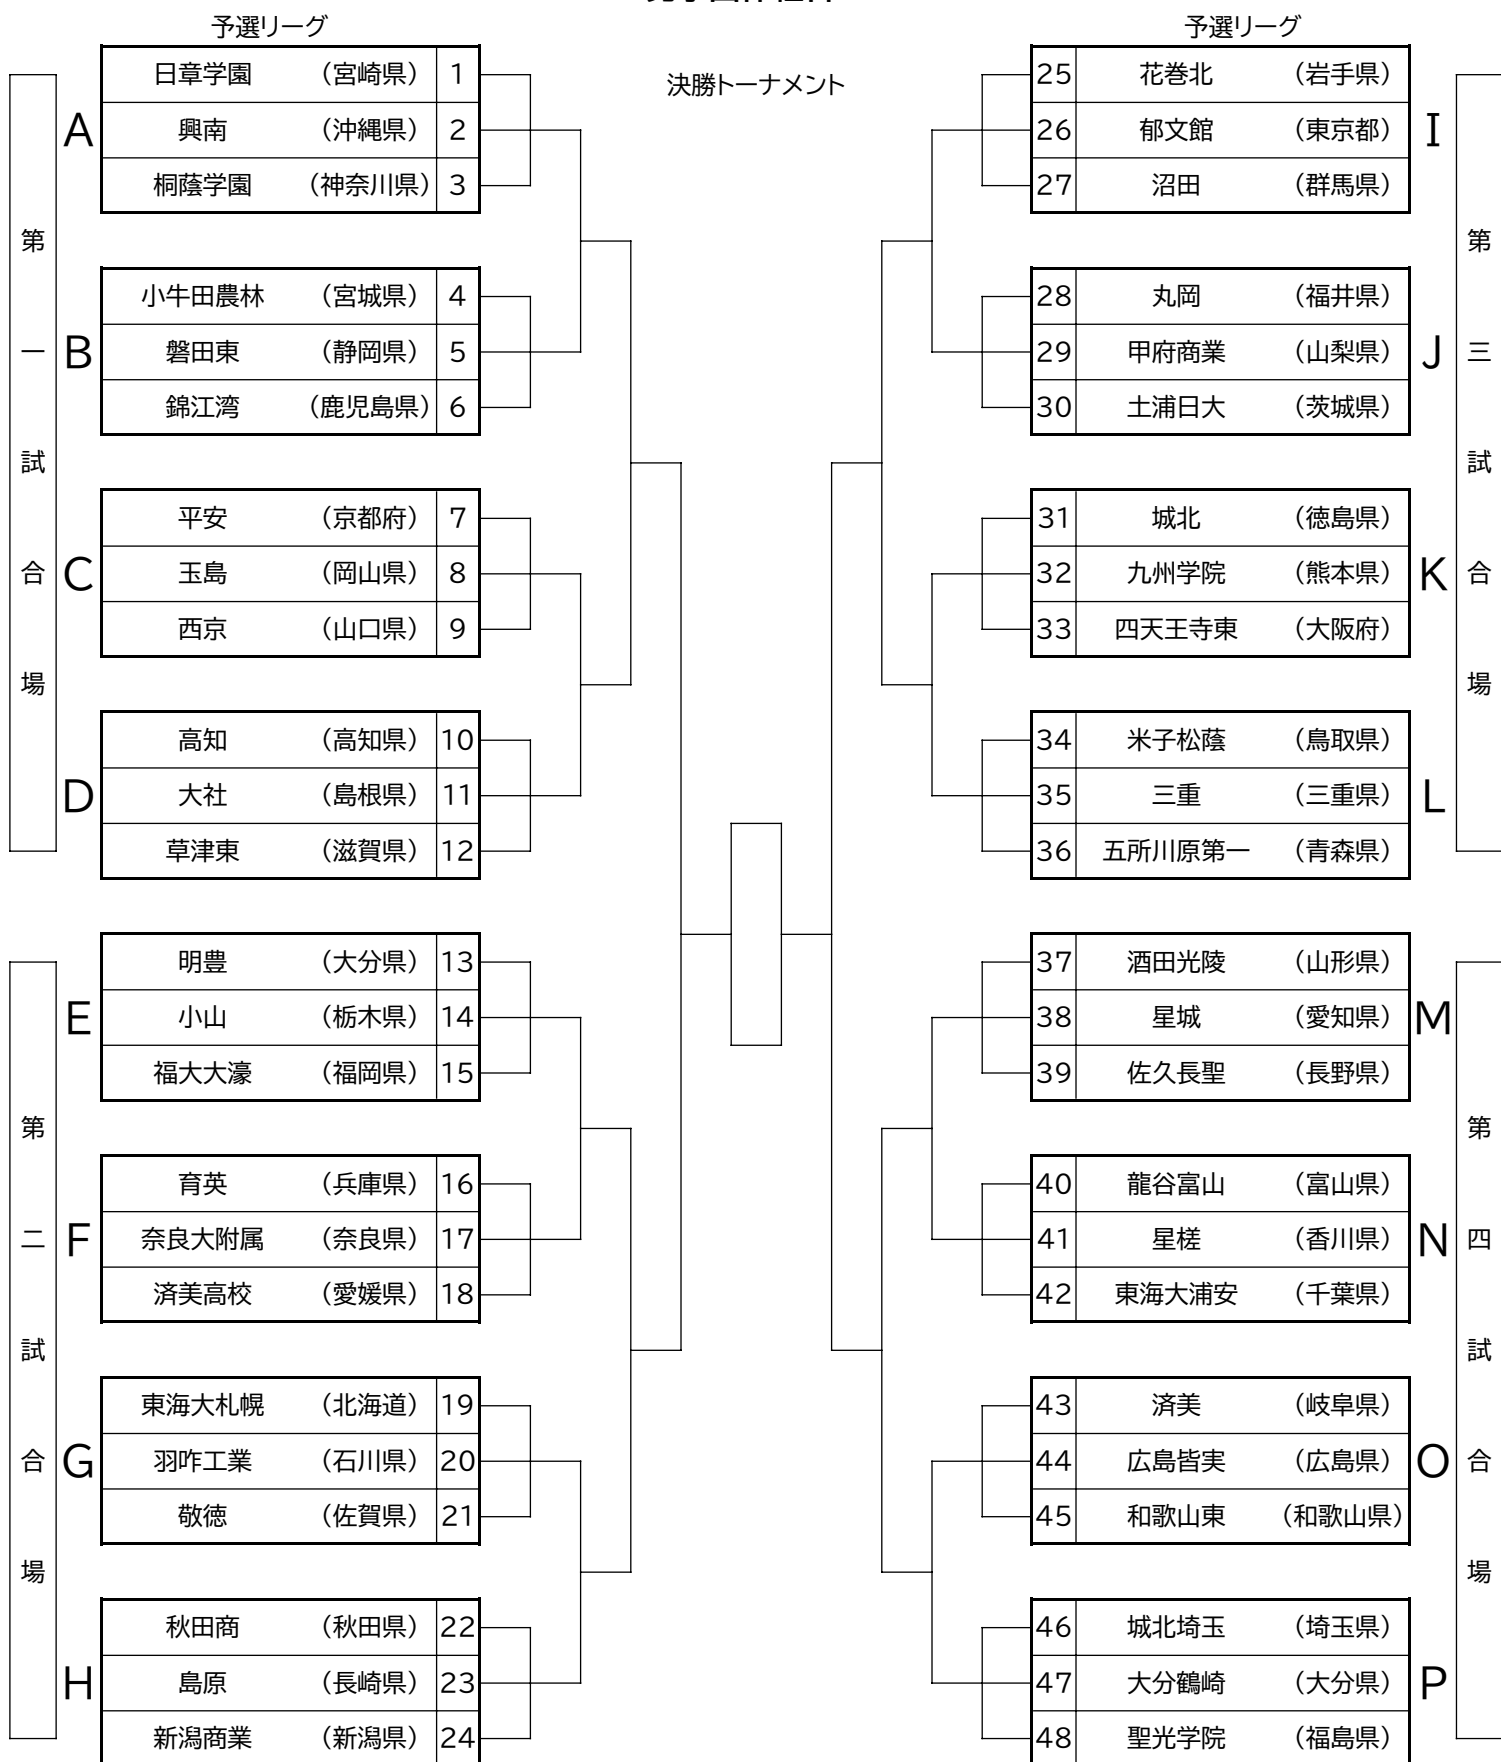 予選リーグ
決勝トーナメント
第一試合場
A
日章学園 （宮崎県） 1
興南 （沖縄県） 2
桐蔭学園 （神奈川県） 3
B
小牛田農林 （宮城県） 4
磐田東 （静岡県） 5
錦江湾 （鹿児島県） 6
C
平安 （京都府） 7
玉島 （岡山県） 8
西京 （山口県） 9
D
高知 （高知県） 10
大社 （島根県） 11
草津東 （滋賀県） 12
第二試合場
E
明豊 （大分県） 13
小山 （栃木県） 14
福大大濠 （福岡県） 15
F
育英 （兵庫県） 16
奈良大附属 （奈良県） 17
済美高校 （愛媛県） 18
G
東海大札幌 （北海道） 19
羽咋工業 （石川県） 20
敬徳 （佐賀県） 21
H
秋田商 （秋田県） 22
島原 （長崎県） 23
新潟商業 （新潟県） 24
予選リーグ
第三試合場
I
25 花巻北 （岩手県）
26 郁文館 （東京都）
27 沼田 （群馬県）
J
28 丸岡 （福井県）
29 甲府商業 （山梨県）
30 土浦日大 （茨城県）
K
31 城北 （徳島県）
32 九州学院 （熊本県）
33 四天王寺東 （大阪府）
L
34 米子松蔭 （鳥取県）
35 三重 （三重県）
36 五所川原第一 （青森県）
第四試合場
M
37 酒田光陵 （山形県）
38 星城 （愛知県）
39 佐久長聖 （長野県）
N
40 龍谷富山 （富山県）
41 星槎 （香川県）
42 東海大浦安 （千葉県）
O
43 済美 （岐阜県）
44 広島皆実 （広島県）
45 和歌山東 （和歌山県）
P
46 城北埼玉 （埼玉県）
47 大分鶴崎 （大分県）
48 聖光学院 （福島県）